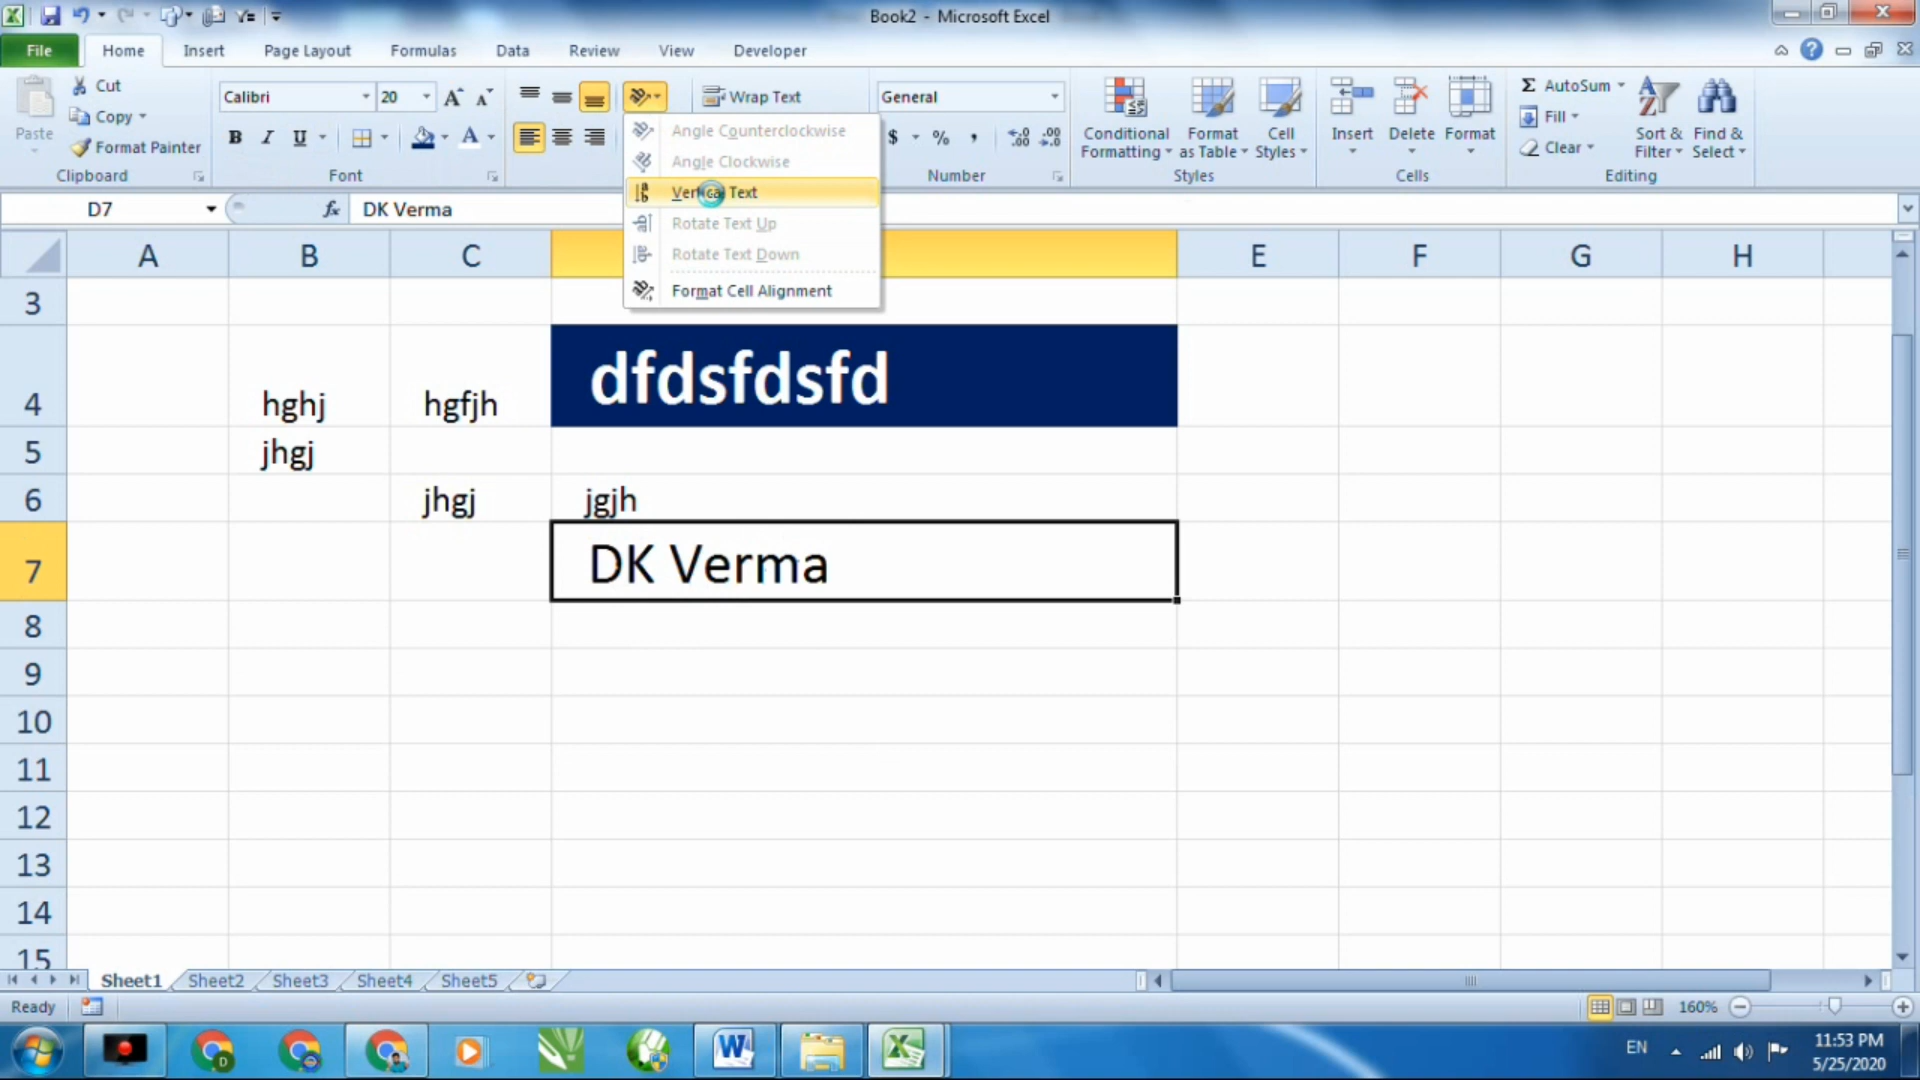 Book2 - Microsoft Excel
File Home Insert Page Layout Formulas Data Review View Developer
Paste Cut Copy Format Painter Clipboard
Calibri 20 B I U Font
Wrap Text
General $ % , Number
Conditional Formatting Format as Table Cell Styles Styles
Insert Delete Format Cells
Σ AutoSum Fill Clear Sort & Filter Find & Select Editing
Angle Counterclockwise
Angle Clockwise
Vertical Text
Rotate Text Up
Rotate Text Down
Format Cell Alignment
D7 fx DK Verma
A B C E F G H
3
4 hghj hgfjh dfdsfdsfd
5 jhgj
6 jhgj jgjh
7 DK Verma
8
9
10
11
12
13
14
15
Sheet1 Sheet2 Sheet3 Sheet4 Sheet5
Ready 160%
EN 11:53 PM
5/25/2020